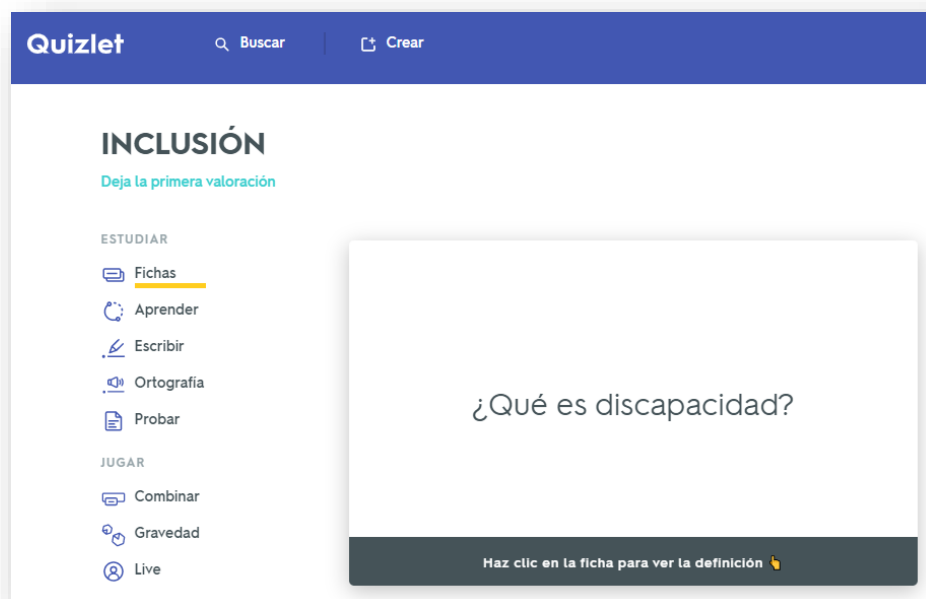 Quizlet
Buscar
Crear
INCLUSIÓN
Deja la primera valoración
ESTUDIAR
Fichas
Aprender
Escribir
Ortografía
Probar
JUGAR
Combinar
Gravedad
Live
¿Qué es discapacidad?
Haz clic en la ficha para ver la definición 👆